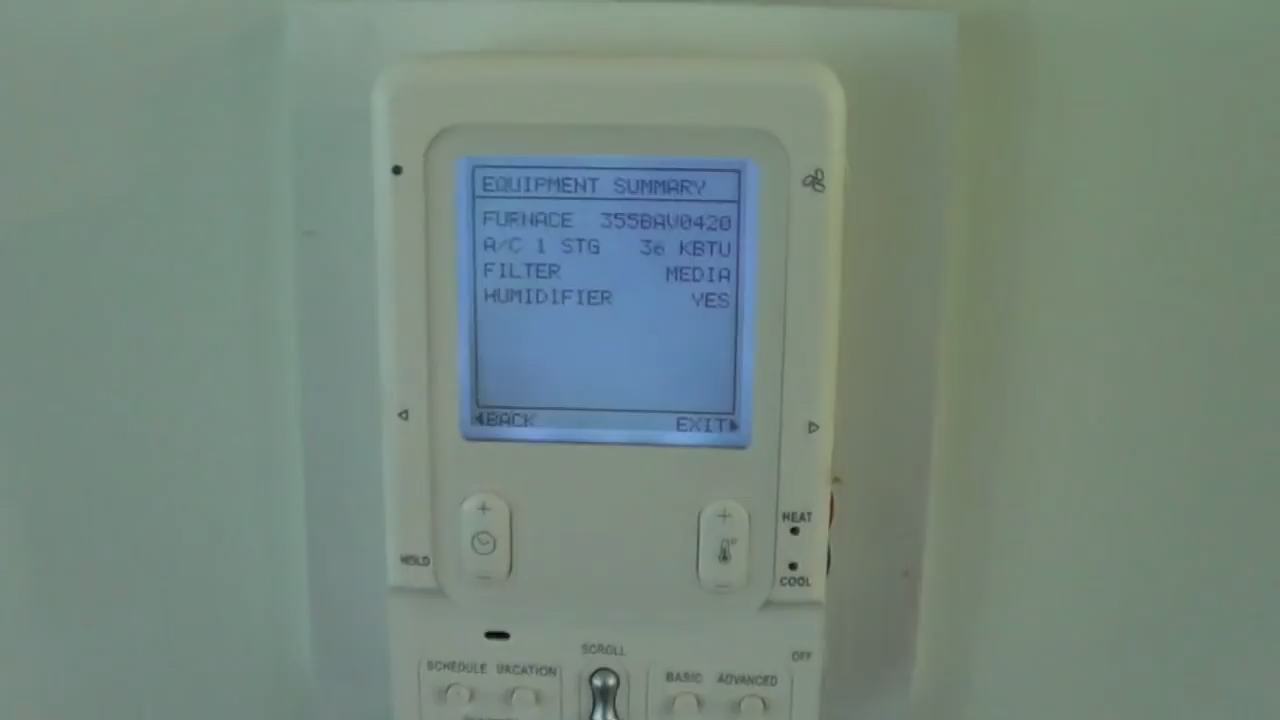 EQUIPMENT SUMMARY
FURNACE 355BAV0420
A/C 1 STG 36 KBTU
FILTER MEDIA
HUMIDIFIER YES
BACK EXIT
HEAT
HOLD
COOL
SCROLL
OFF
SCHEDULE VACATION
BASIC ADVANCED